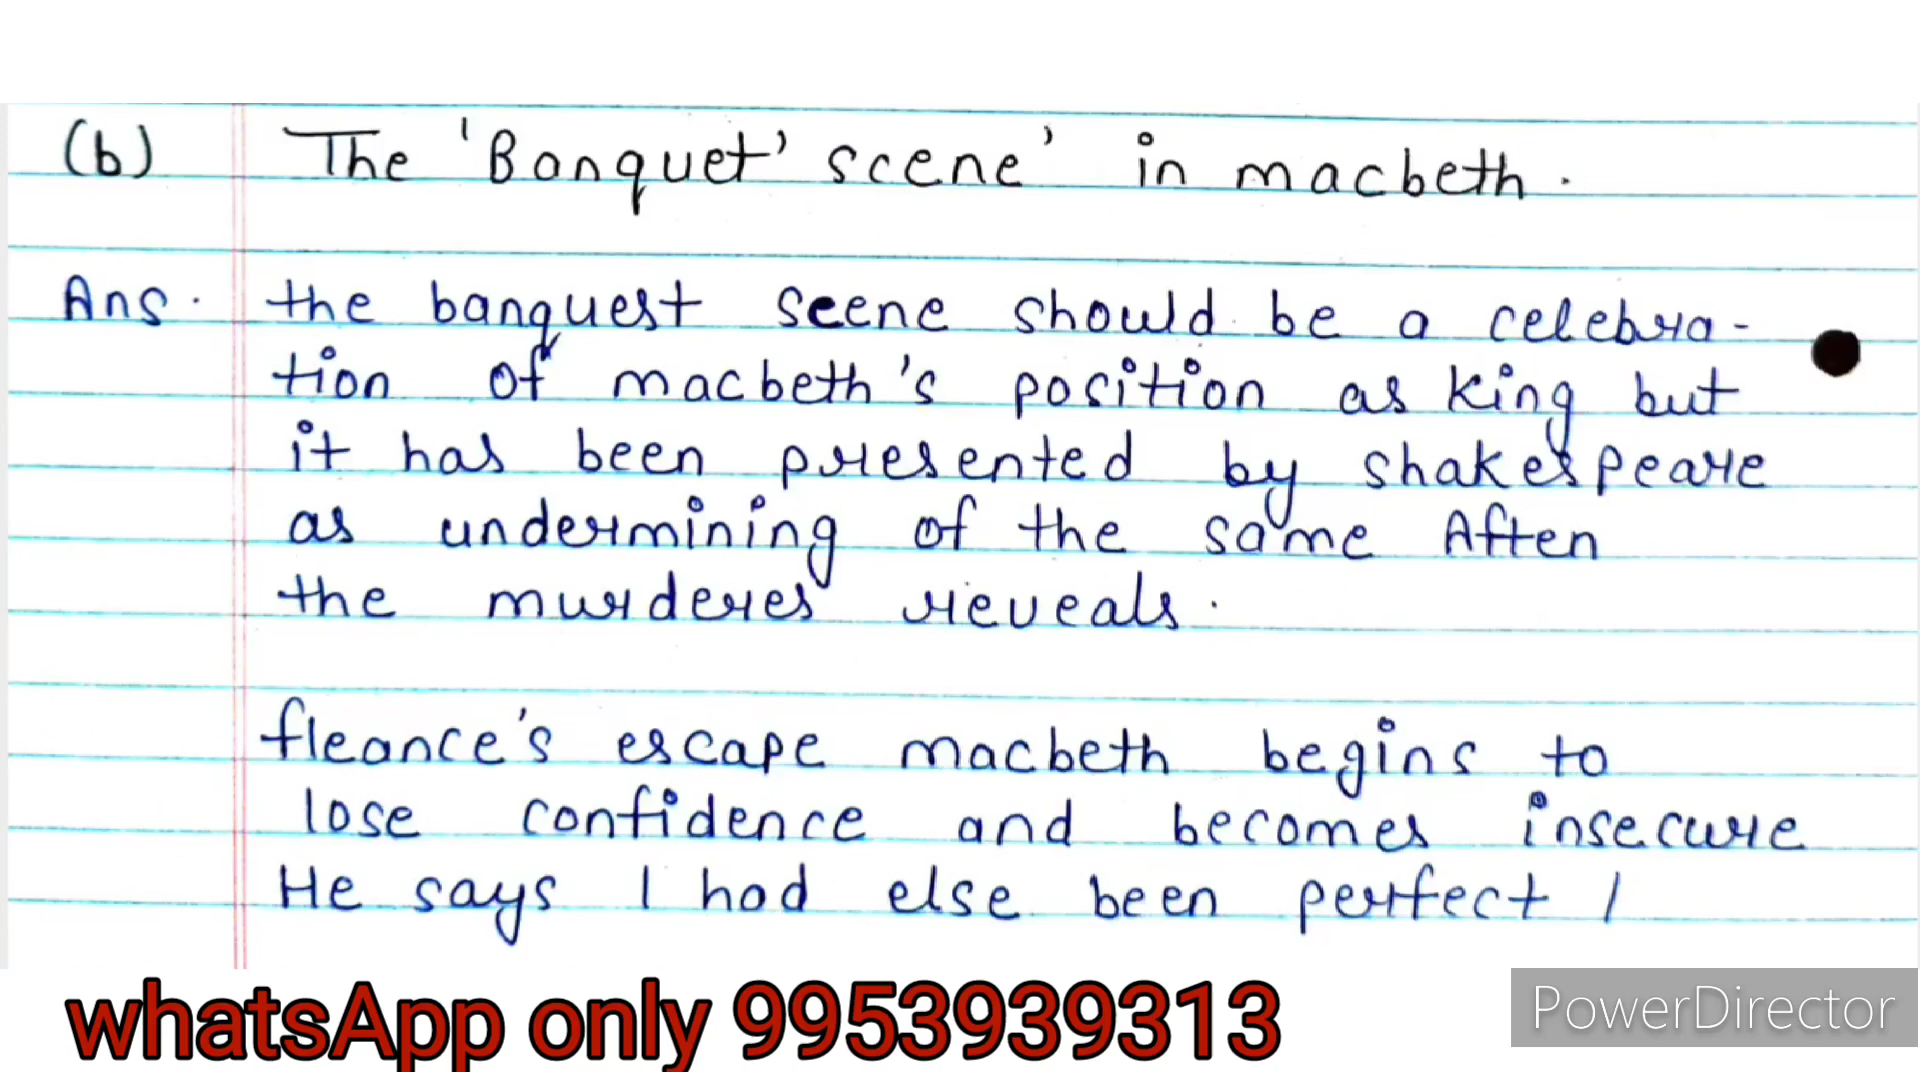 (b) The 'Banquet' scene' in macbeth.
Ans. the banquest scene should be a celebra-
tion of macbeth's position as king but
it has been presented by shakespeare
as undermining of the same Aften
the murderes reveals.
fleance's escape macbeth begins to
lose confidence and becomes insecure
He says I had else been perfect /
whatsApp only 9953939313
PowerDirector